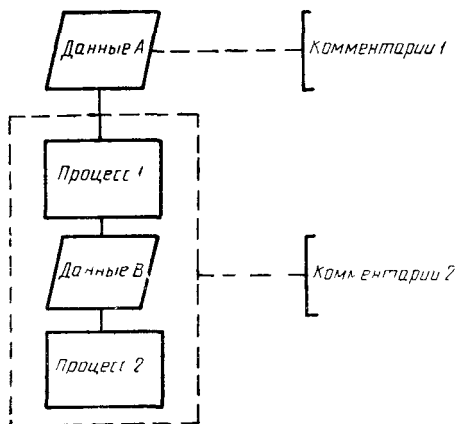 Данные А
Комментарии 1
Процесс 1
Данные В
Комментарии 2
Процесс 2